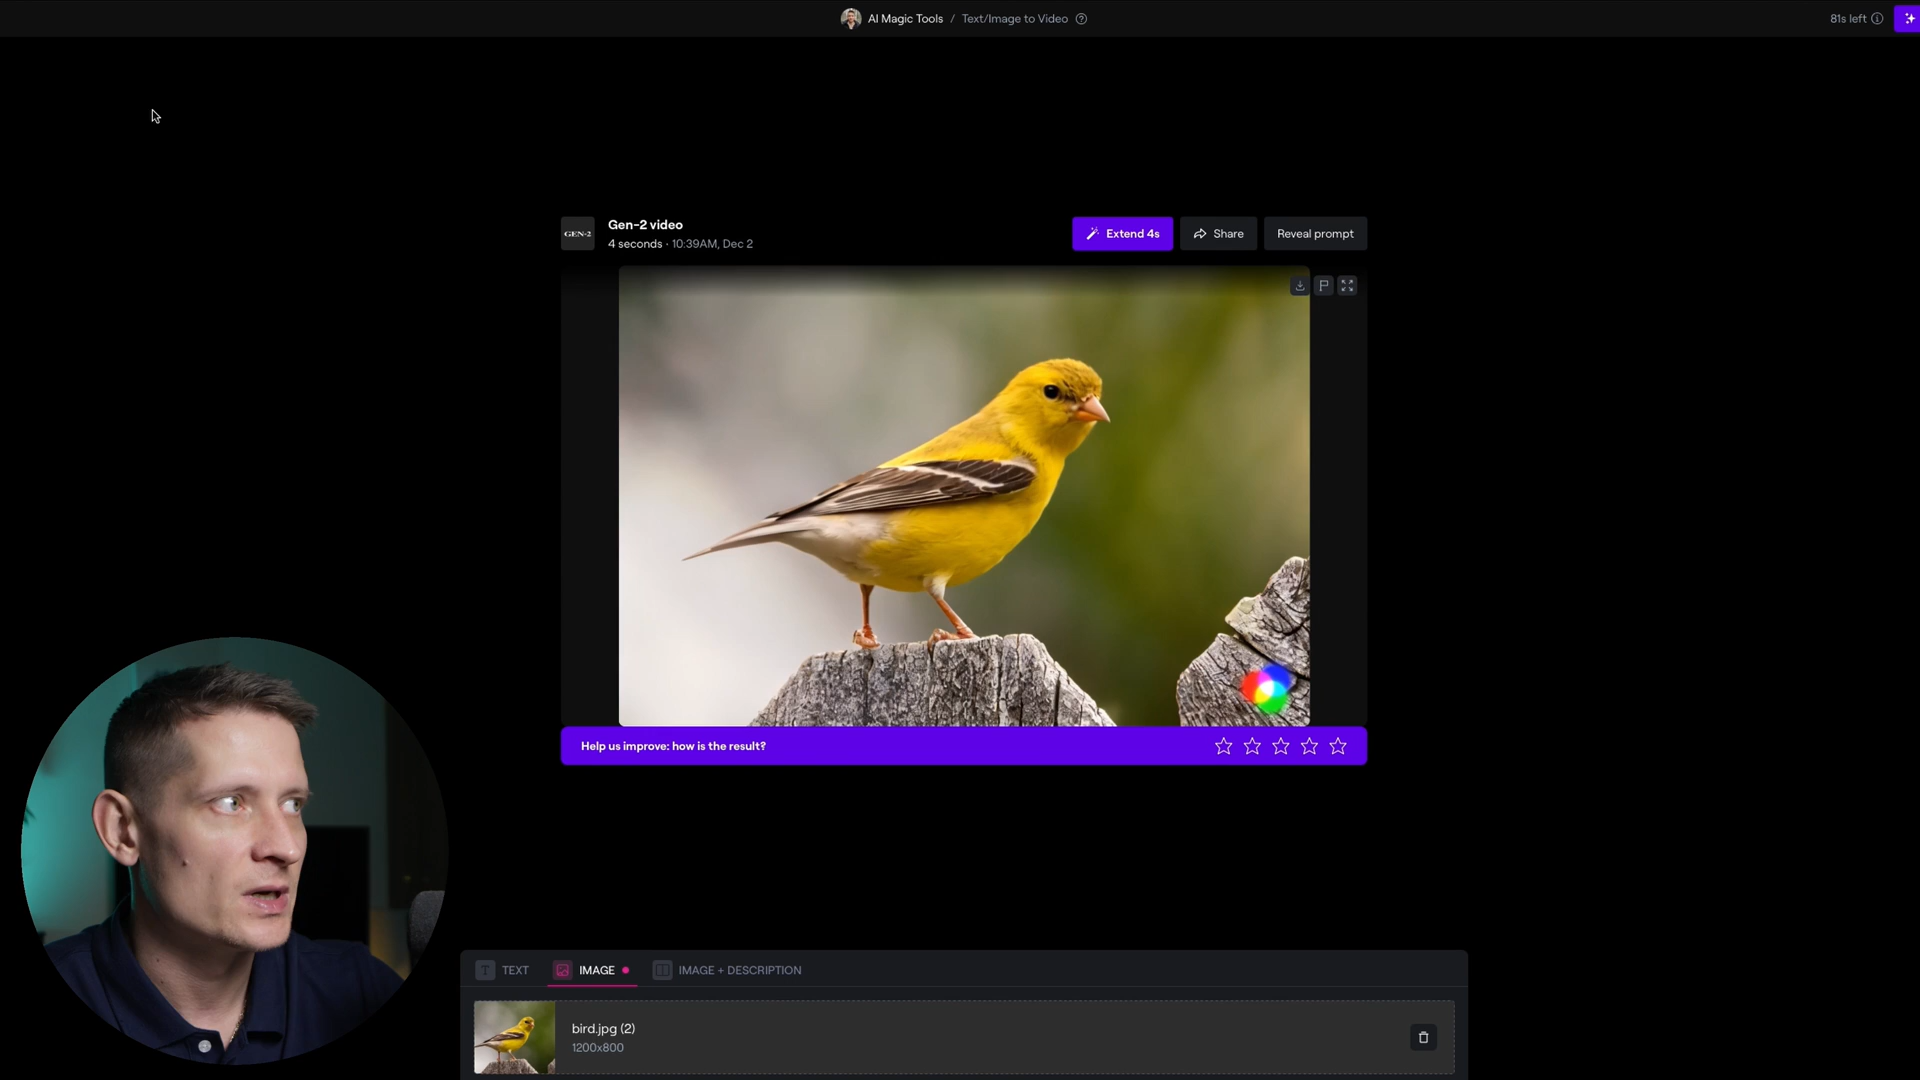 AI Magic Tools / Text/Image to Video
81s left
GEN-2
Gen-2 video
4 seconds · 10:39AM, Dec 2
Extend 4s
Share
Reveal prompt
Help us improve: how is the result?
TEXT
IMAGE
IMAGE + DESCRIPTION
bird.jpg (2)
1200x800